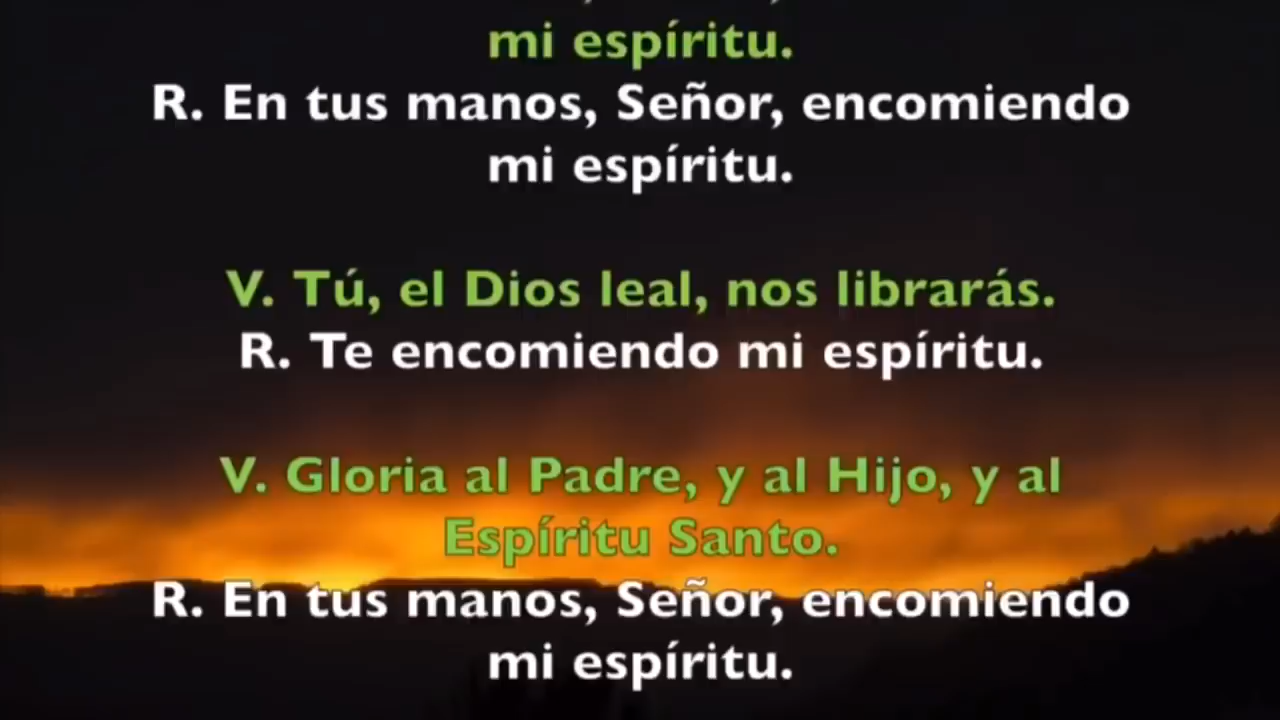 mi espíritu.
R. En tus manos, Señor, encomiendo
mi espíritu.
V. Tú, el Dios leal, nos librarás.
R. Te encomiendo mi espíritu.
V. Gloria al Padre, y al Hijo, y al
Espíritu Santo.
R. En tus manos, Señor, encomiendo
mi espíritu.